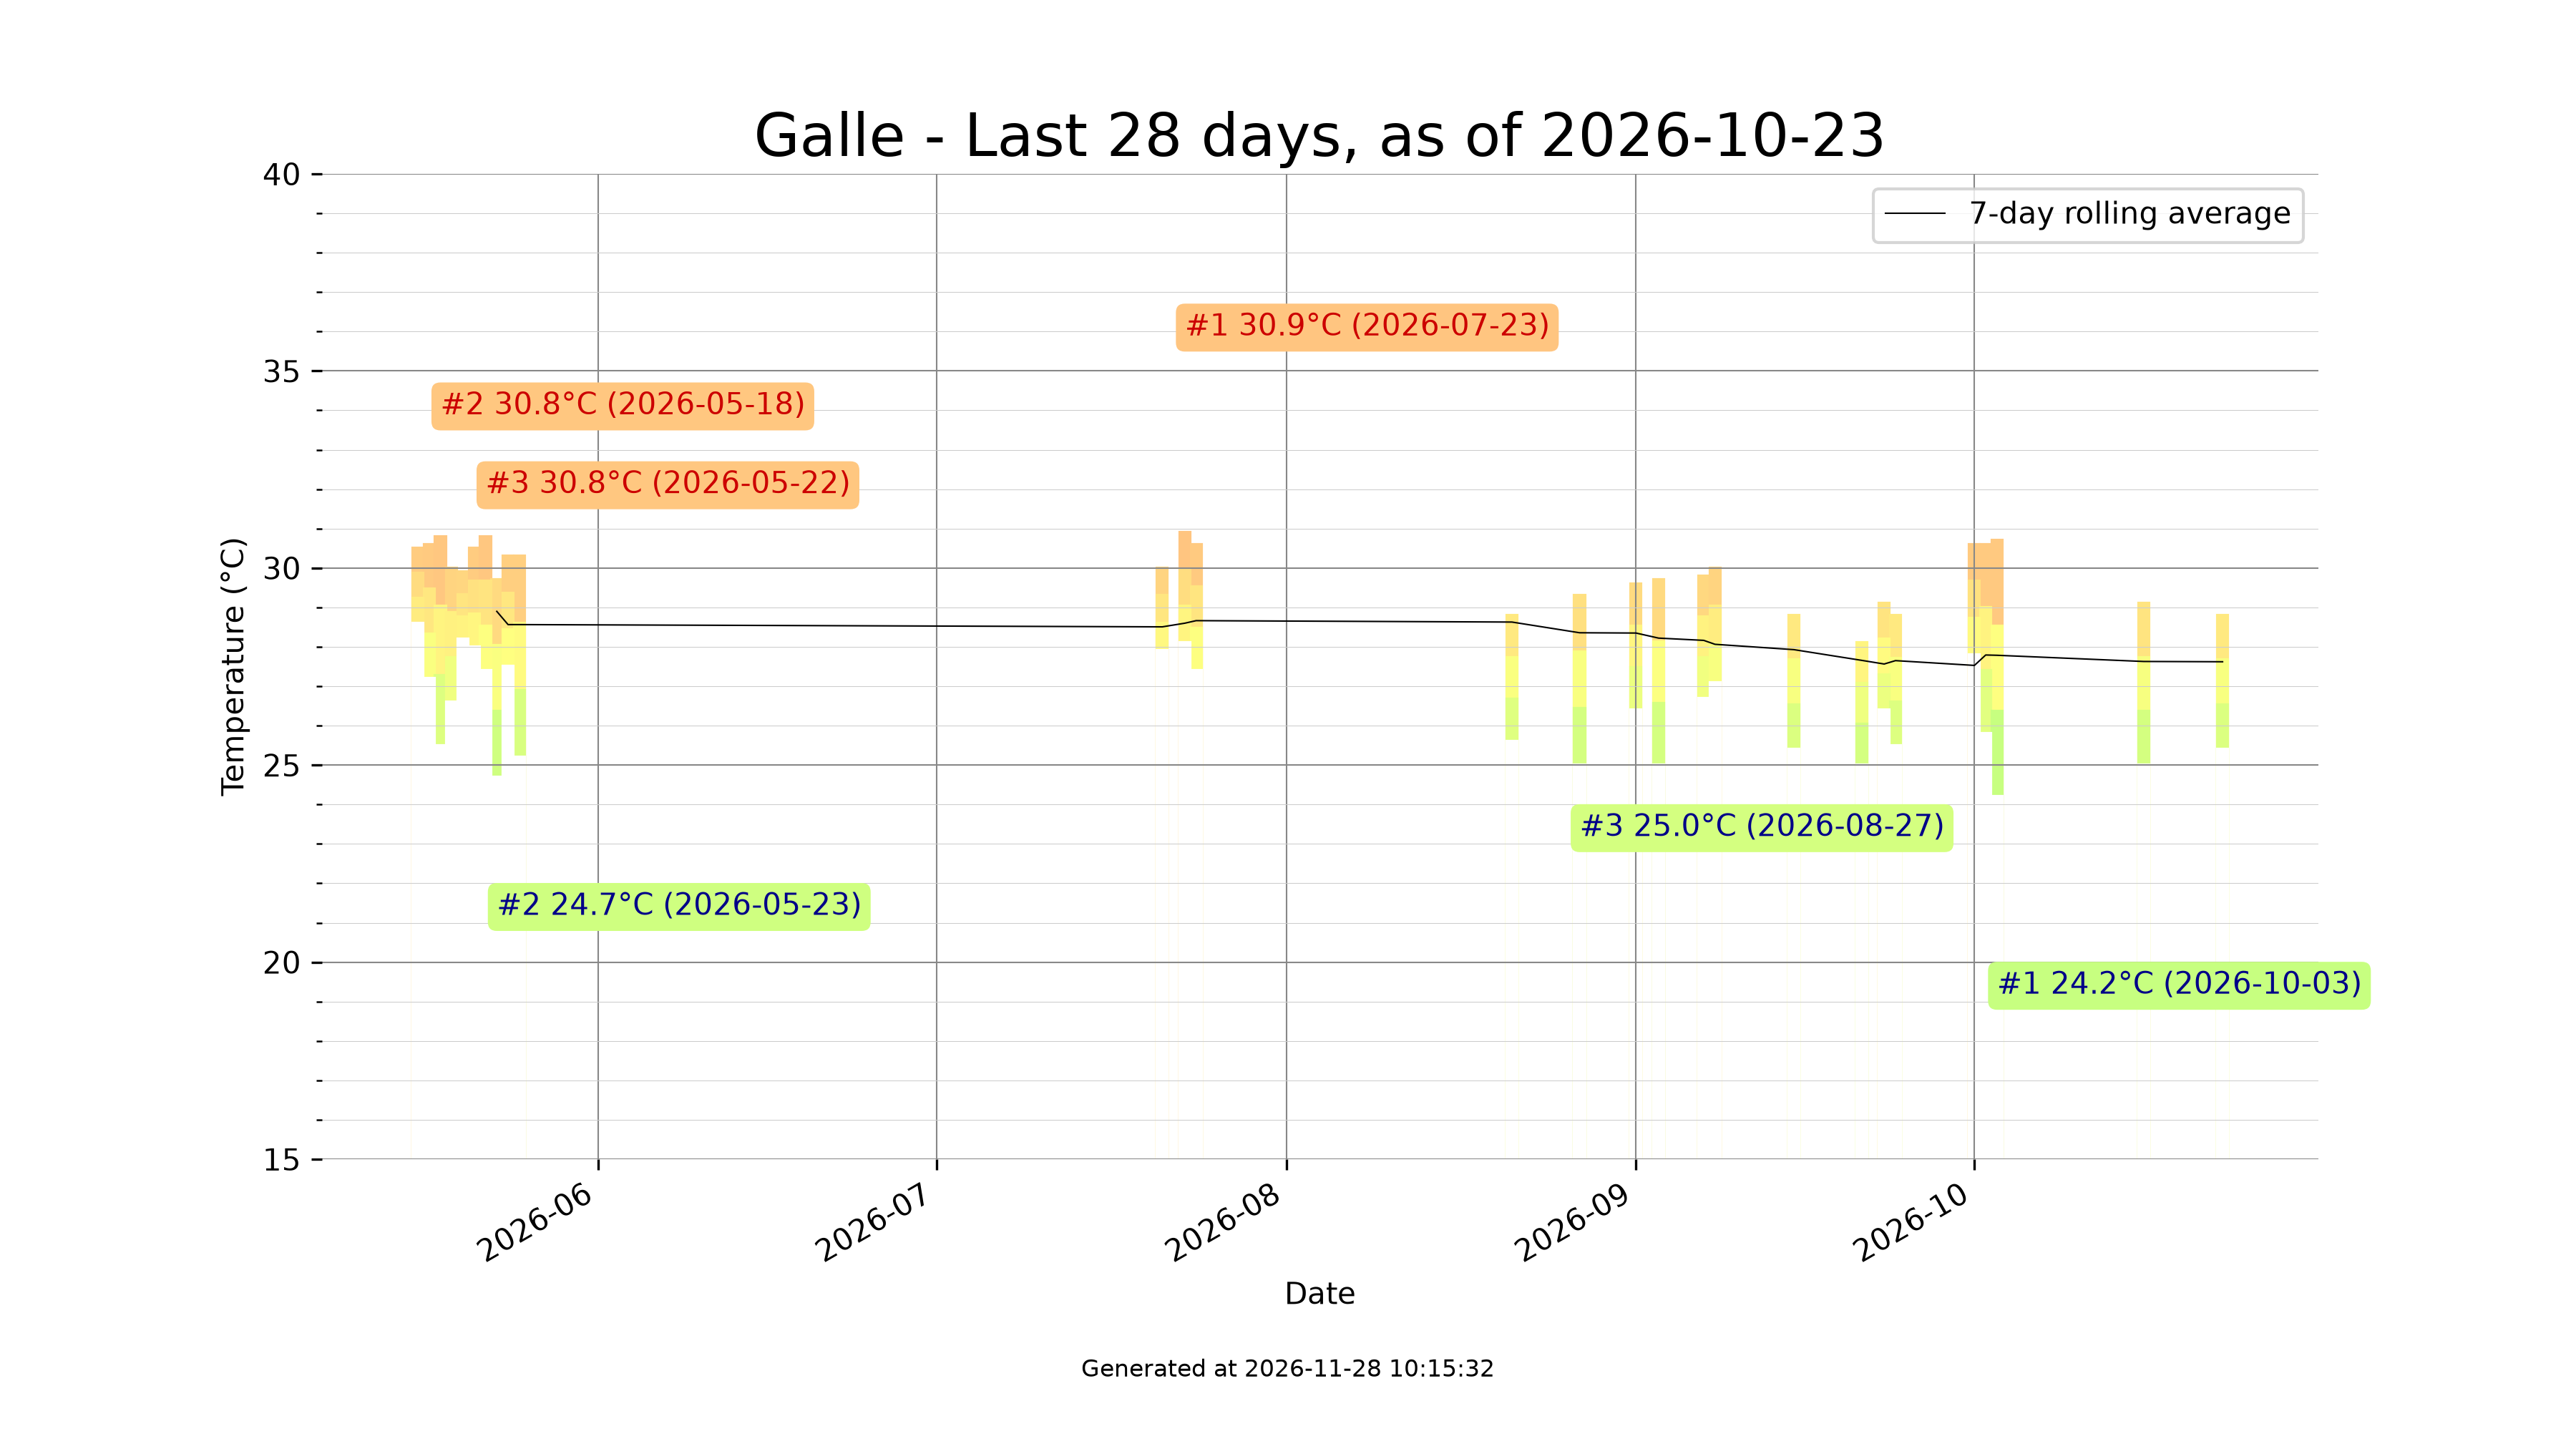 Galle - Last 28 days, as of 2026-10-23
40
7-day rolling average
#1 30.9°C (2026-07-23)
35
#2 30.8°C (2026-05-18)
#3 30.8°C (2026-05-22)
30
Temperature (°C)
25
#3 25.0°C (2026-08-27)
#2 24.7°C (2026-05-23)
20
#1 24.2°C (2026-10-03)
15
2026-06
2026-07
2026-08
2026-09
2026-10
Date
Generated at 2026-11-28 10:15:32